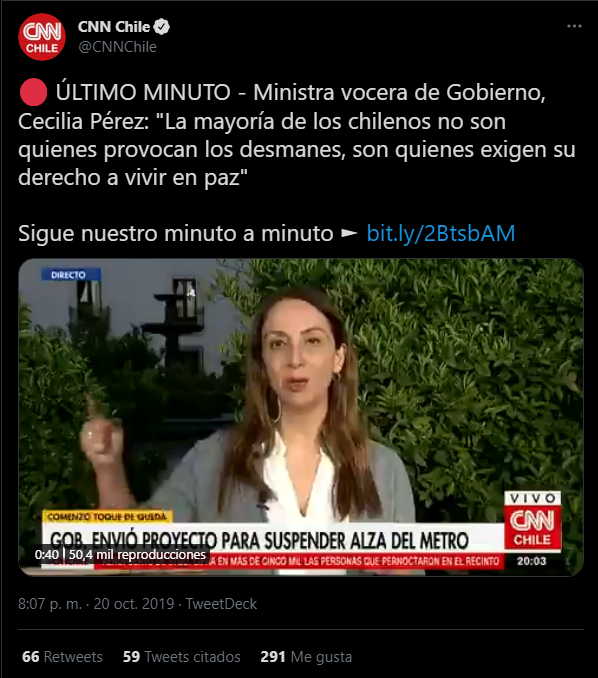 CNN Chile
@CNNChile
CNN
CHILE
🔴 ÚLTIMO MINUTO - Ministra vocera de Gobierno,
Cecilia Pérez: "La mayoría de los chilenos no son
quienes provocan los desmanes, son quienes exigen su
derecho a vivir en paz"
Sigue nuestro minuto a minuto ► bit.ly/2BtsbAM
DIRECTO
COMENZÓ TOQUE DE QUEDA
VIVO
CNN
CHILE
GOB. ENVIÓ PROYECTO PARA SUSPENDER ALZA DEL METRO
0:40 | 50,4 mil reproducciones
EN MÁS DE CINCO MIL LAS PERSONAS QUE PERNOCTARON EN EL RECINTO
20:03
8:07 p. m. · 20 oct. 2019 · TweetDeck
66 Retweets 59 Tweets citados 291 Me gusta